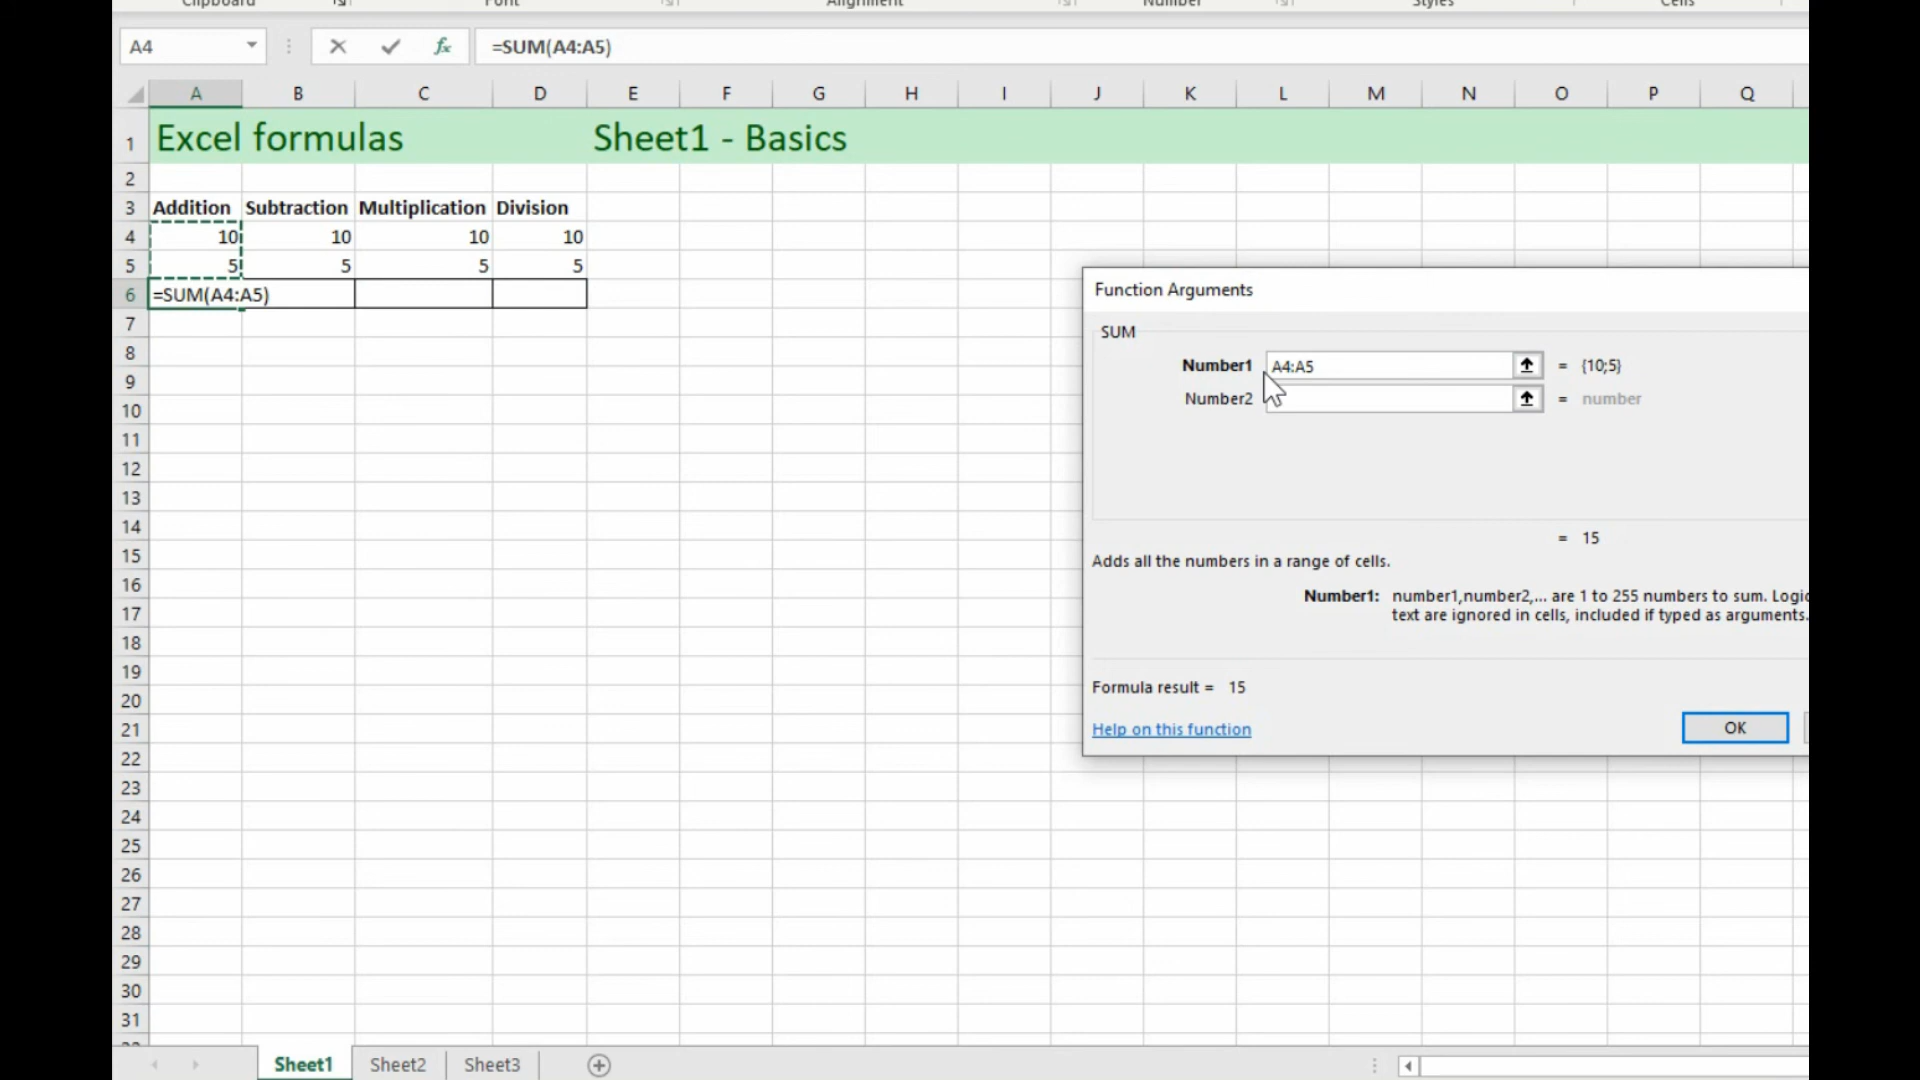 Clipboard Font Alignment Number Styles Cells
A4 fx =SUM(A4:A5)
A B C D E F G H I J K L M N O P Q
1 Excel formulas Sheet1 - Basics
2
3 Addition Subtraction Multiplication Division
4 10 10 10 10
5 5 5 5 5
6 =SUM(A4:A5)
7
8
9
10
11
12
13
14
15
16
17
18
19
20
21
22
23
24
25
26
27
28
29
30
31
Function Arguments
SUM
Number1 A4:A5 = {10;5}
Number2 = number
= 15
Adds all the numbers in a range of cells.
Number1: number1,number2,... are 1 to 255 numbers to sum. Logic
text are ignored in cells, included if typed as arguments.
Formula result = 15
Help on this function OK
Sheet1 Sheet2 Sheet3